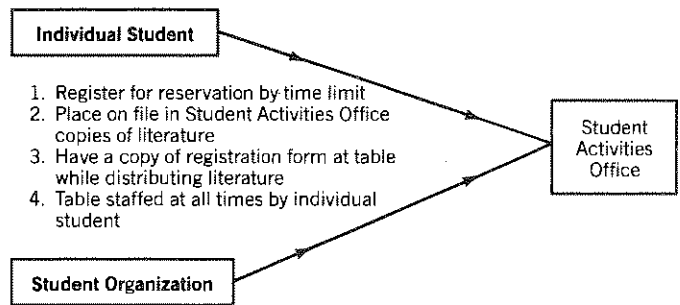 Individual Student
1. Register for reservation by time limit
2. Place on file in Student Activities Office
copies of literature
3. Have a copy of registration form at table
while distributing literature
4. Table staffed at all times by individual
student
Student
Activities
Office
Student Organization